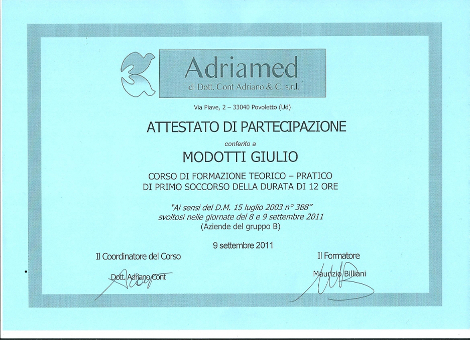 Adriamed
di Dott. Cont Adriano & C. s.n.c.
Via Piave, 2 – 33040 Povoletto (Ud)
ATTESTATO DI PARTECIPAZIONE
conferito a
MODOTTI GIULIO
CORSO DI FORMAZIONE TEORICO – PRATICO
DI PRIMO SOCCORSO DELLA DURATA DI 12 ORE
"Ai sensi del D.M. 15 luglio 2003 n° 388"
svoltosi nelle giornate del 8 e 9 settembre 2011
(Aziende del gruppo B)
9 settembre 2011
Il Coordinatore del Corso Il Formatore
Dott. Adriano Cont Maurizio Billiani